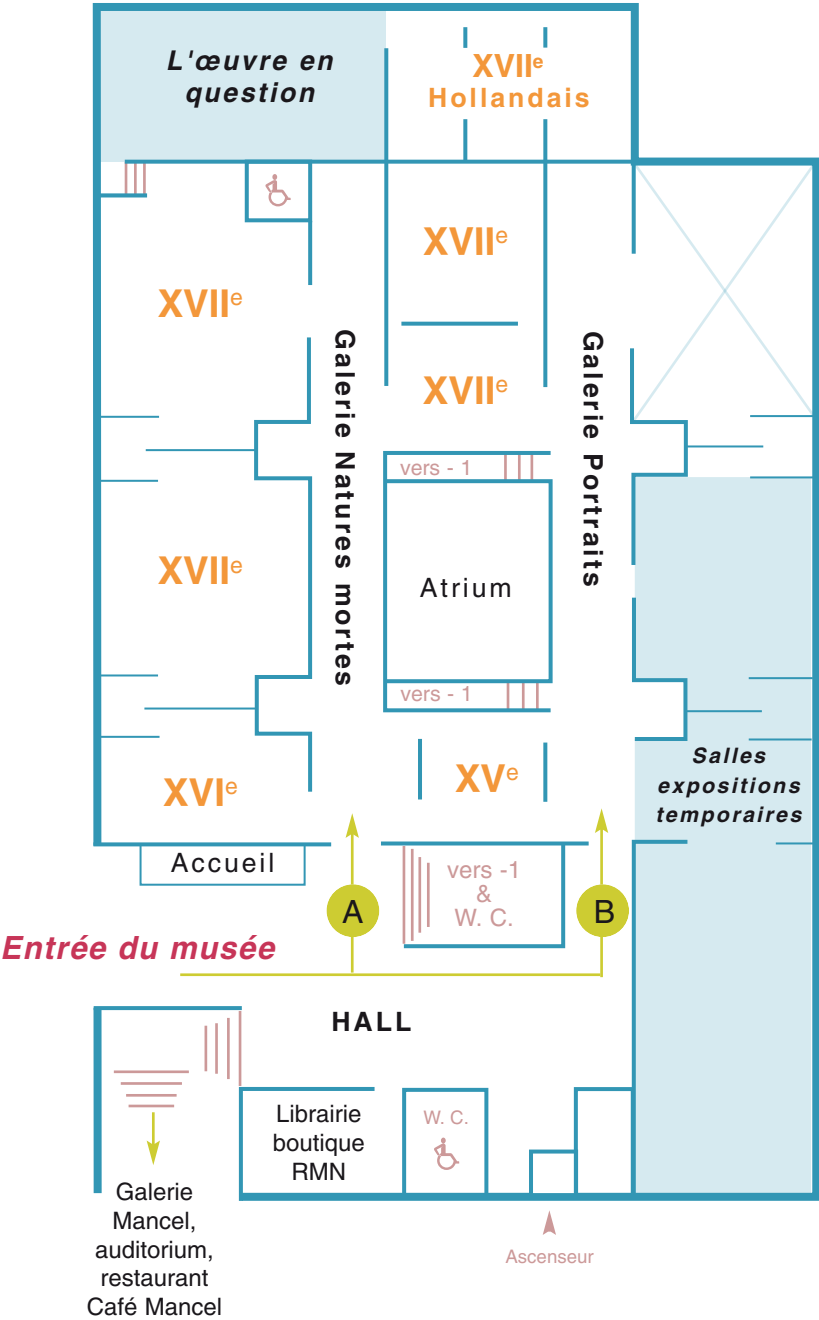 L'œuvre en
question
XVIIe
Hollandais
XVIIe
XVIIe
XVIIe
Galerie Natures mortes
Galerie Portraits
vers - 1
XVIIe
Atrium
vers - 1
XVIe
XVe
Salles
expositions
temporaires
Accueil
vers -1
&
W. C.
A
B
Entrée du musée
HALL
Librairie
boutique
RMN
W. C.
Galerie
Mancel,
auditorium,
restaurant
Café Mancel
Ascenseur